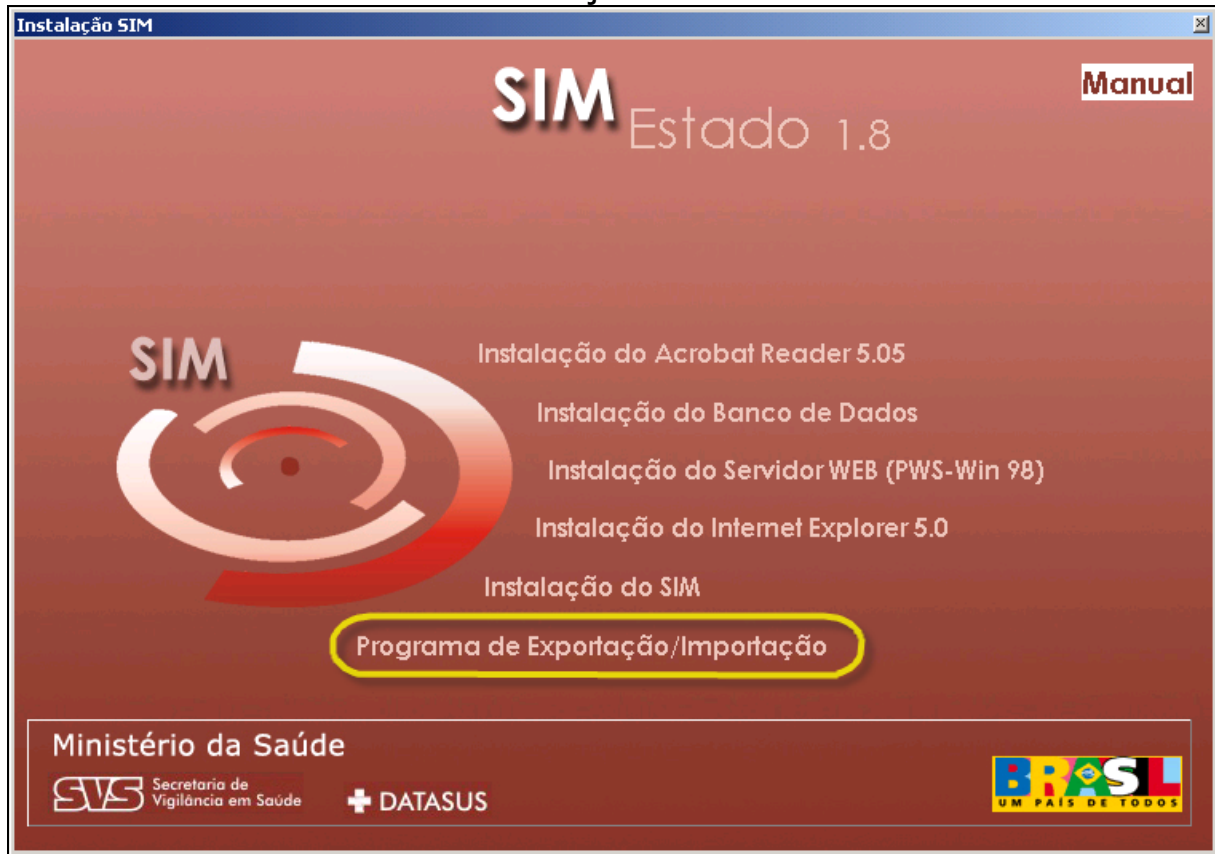 Instalação SIM
SIM
Estado 1.8
Manual
SIM
Instalação do Acrobat Reader 5.05
Instalação do Banco de Dados
Instalação do Servidor WEB (PWS-Win 98)
Instalação do Internet Explorer 5.0
Instalação do SIM
Programa de Exportação/Importação
Ministério da Saúde
SVS
Secretaria de
Vigilância em Saúde
DATASUS
BRASIL
UM PAÍS DE TODOS